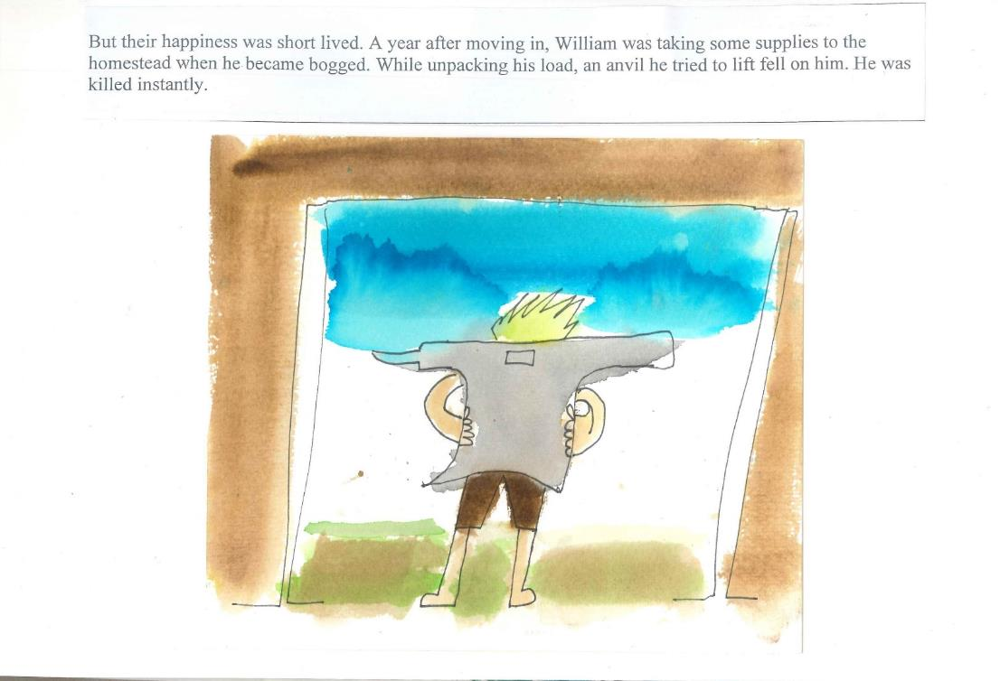 But their happiness was short lived. A year after moving in, William was taking some supplies to the
homestead when he became bogged. While unpacking his load, an anvil he tried to lift fell on him. He was
killed instantly.